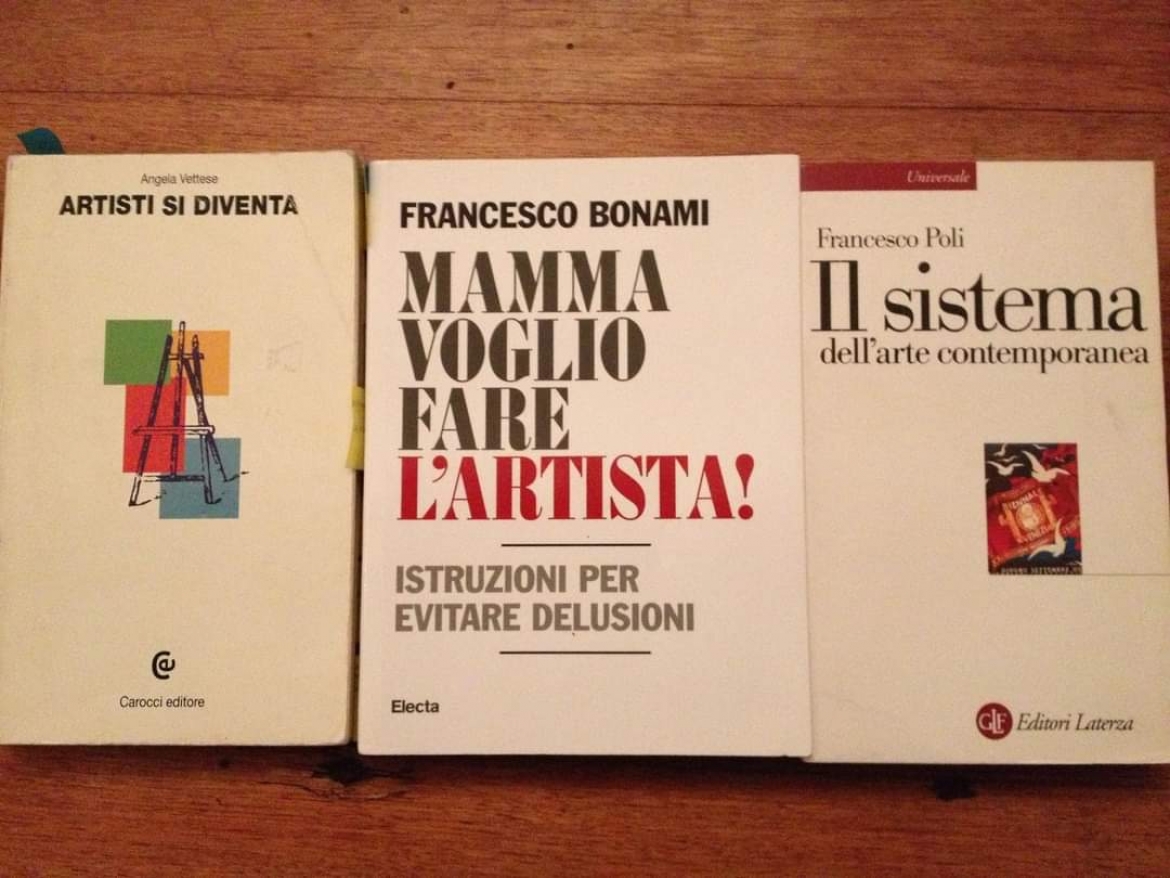 Angela Vettese
ARTISTI SI DIVENTA
Carocci editore
FRANCESCO BONAMI
MAMMA
VOGLIO
FARE
L'ARTISTA!
ISTRUZIONI PER
EVITARE DELUSIONI
Electa
Universale
Francesco Poli
Il sistema
dell'arte contemporanea
GLF Editori Laterza